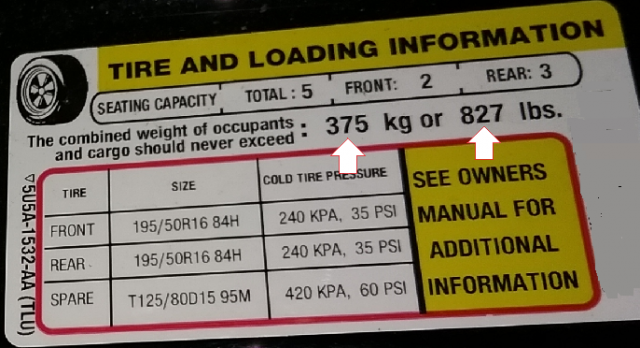 TIRE AND LOADING INFORMATION
SEATING CAPACITY TOTAL: 5 FRONT: 2 REAR: 3
The combined weight of occupants
and cargo should never exceed : 375 kg or 827 lbs.
TIRE SIZE COLD TIRE PRESSURE
FRONT 195/50R16 84H 240 KPA, 35 PSI
REAR 195/50R16 84H 240 KPA, 35 PSI
SPARE T125/80D15 95M 420 KPA, 60 PSI
SEE OWNERS
MANUAL FOR
ADDITIONAL
INFORMATION
▽5U5A-1532-AA (TLU)